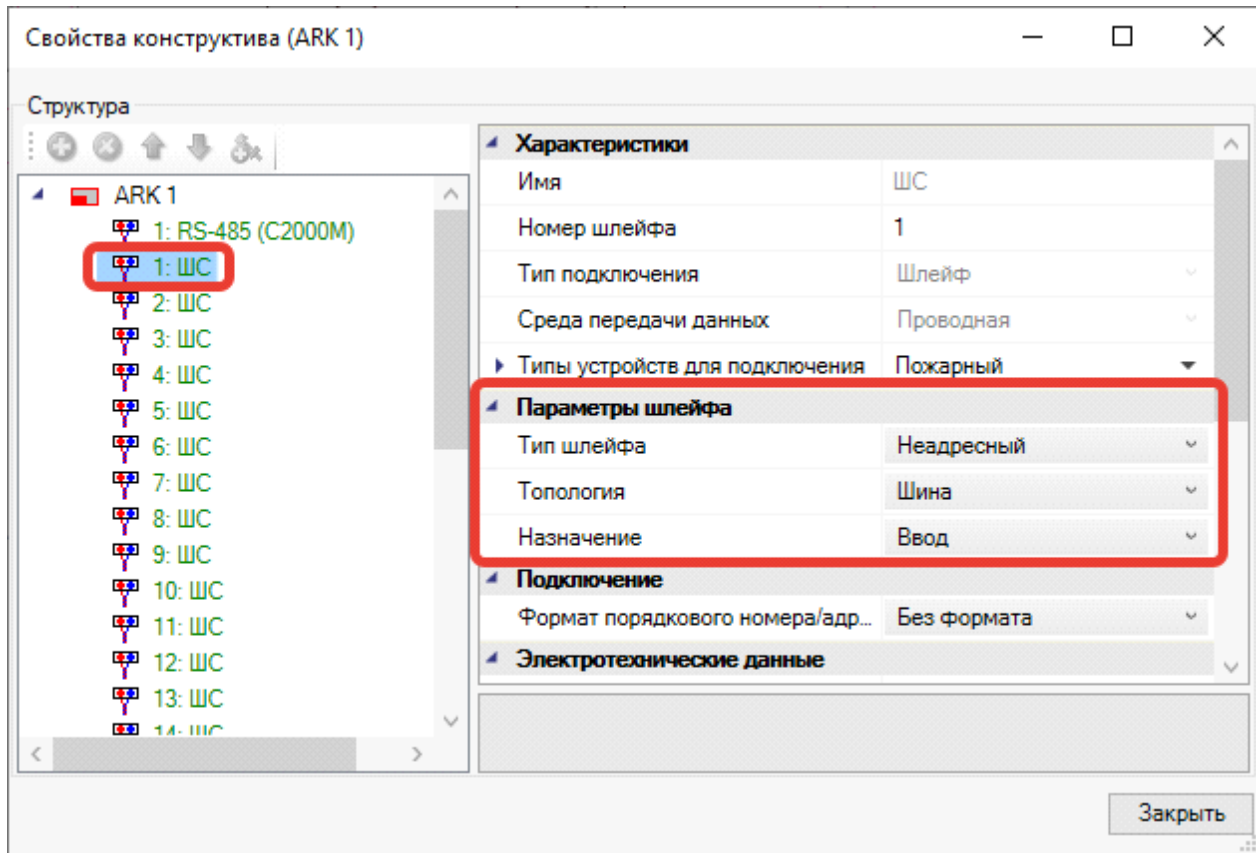 Свойства конструктива (ARK 1)
Структура
ARK 1
1: RS-485 (C2000M)
1: ШС
2: ШС
3: ШС
4: ШС
5: ШС
6: ШС
7: ШС
8: ШС
9: ШС
10: ШС
11: ШС
12: ШС
13: ШС
14: ШС
Характеристики
Имя ШС
Номер шлейфа 1
Тип подключения Шлейф
Среда передачи данных Проводная
Типы устройств для подключения Пожарный
Параметры шлейфа
Тип шлейфа Неадресный
Топология Шина
Назначение Ввод
Подключение
Формат порядкового номера/адр... Без формата
Электротехнические данные
Закрыть